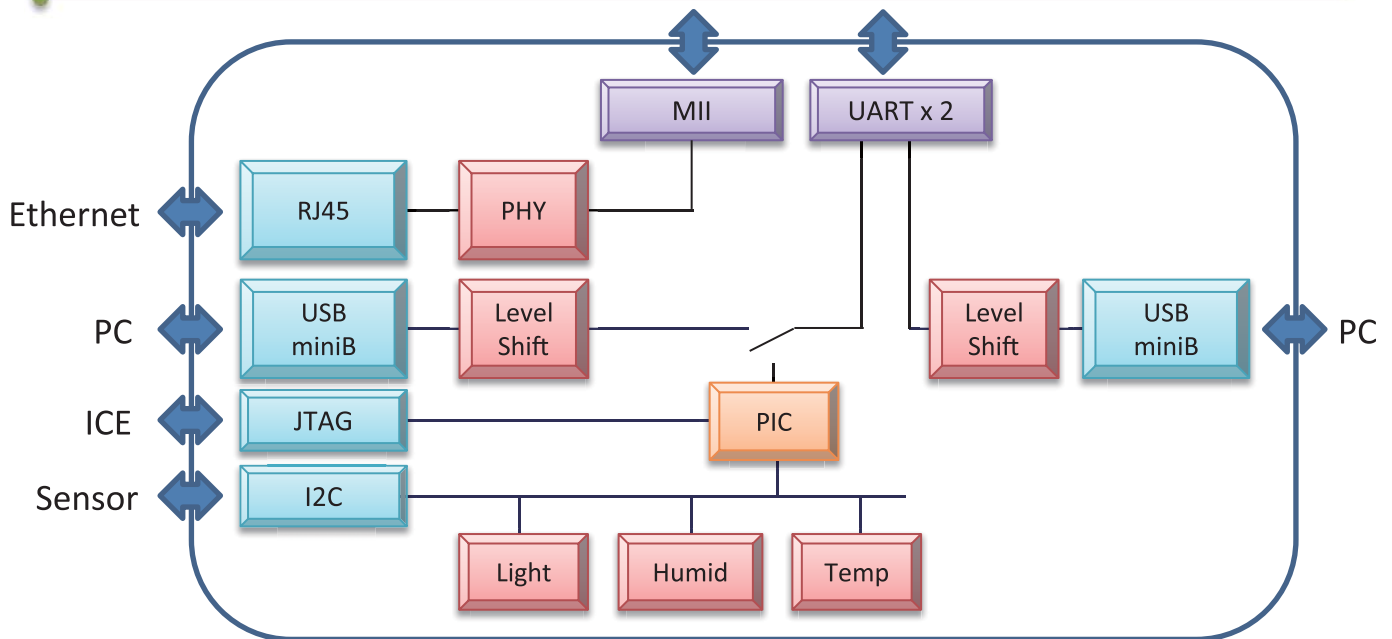 MII
UART x 2
Ethernet
RJ45
PHY
PC
USB
miniB
Level
Shift
Level
Shift
USB
miniB
PC
ICE
JTAG
PIC
Sensor
I2C
Light
Humid
Temp